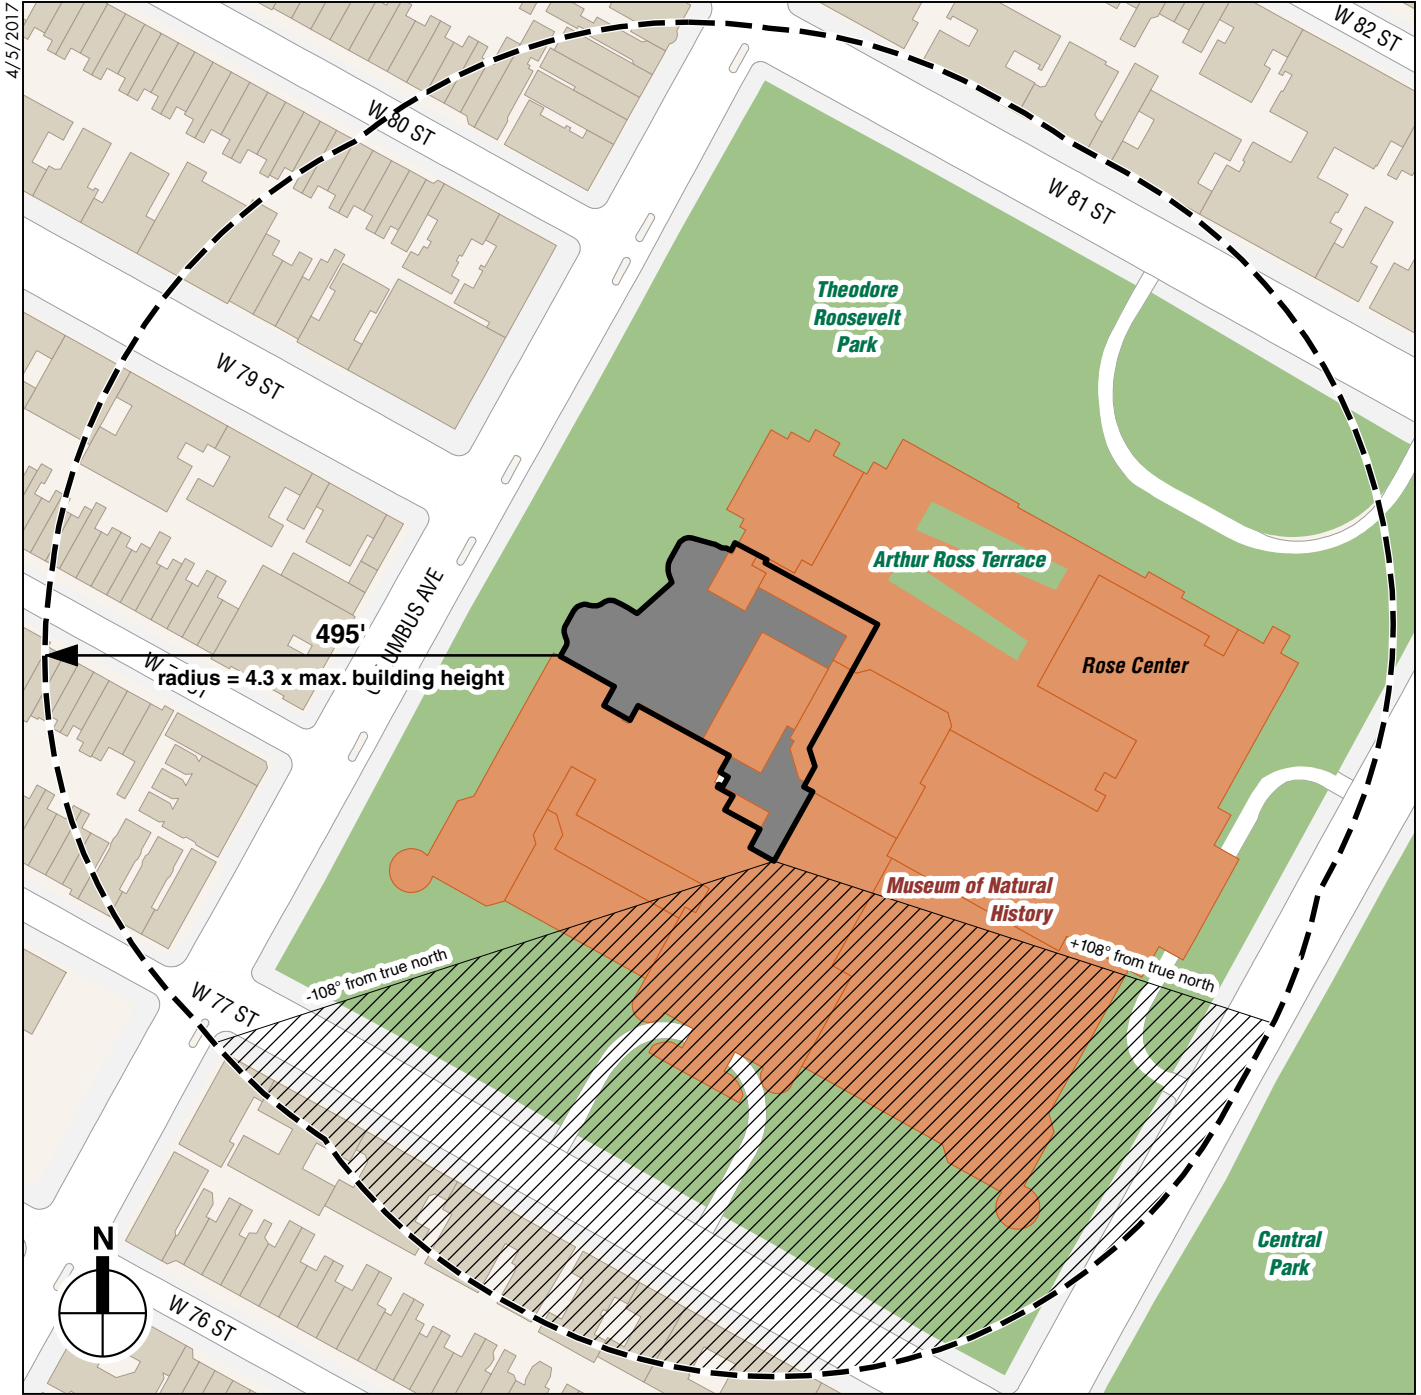 4/5/2017
W 82 ST
W 80 ST
W 81 ST
Theodore
Roosevelt
Park
W 79 ST
Arthur Ross Terrace
UMBUS AVE
495'
radius = 4.3 x max. building height
Rose Center
Museum of Natural
History
-108° from true north
+108° from true north
W 77 ST
Central
Park
N
W 76 ST